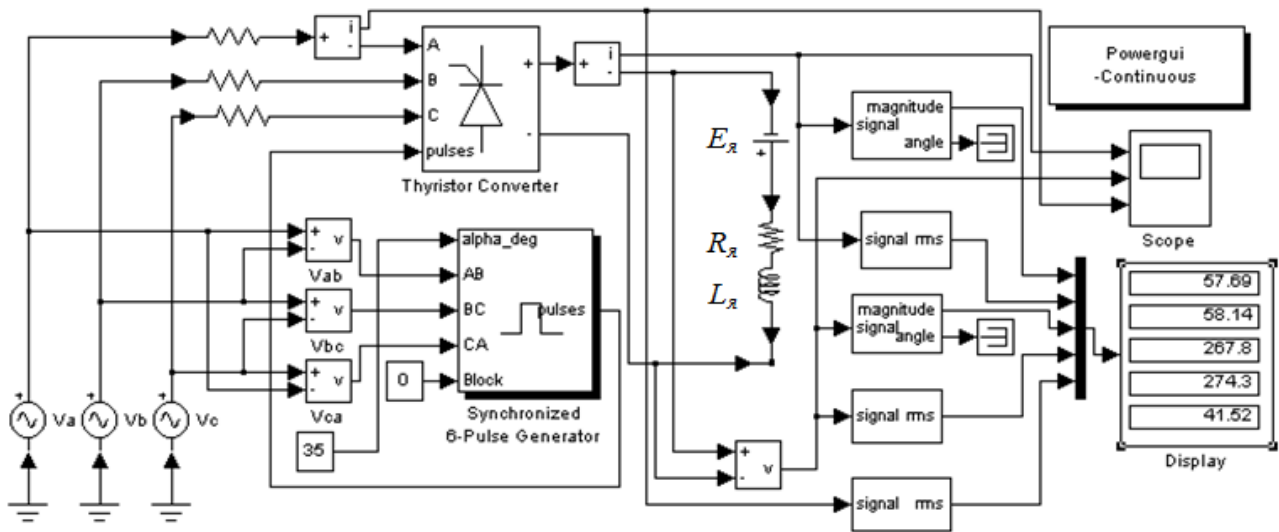 i
+
-
A
B
C
pulses
+
-
Thyristor Converter
+
i
-
Powergui
-Continuous
magnitude
signal
angle
Eя
+
Rя
Lя
Scope
signal rms
magnitude
signal
angle
signal rms
signal rms
+
-
v
57.69
58.14
267.8
274.3
41.52
Display
+
-
v
Vab
+
-
v
Vbc
+
-
v
Vca
alpha_deg
AB
BC
CA
Block
pulses
Synchronized
6-Pulse Generator
0
35
+
Va
+
Vb
+
Vc